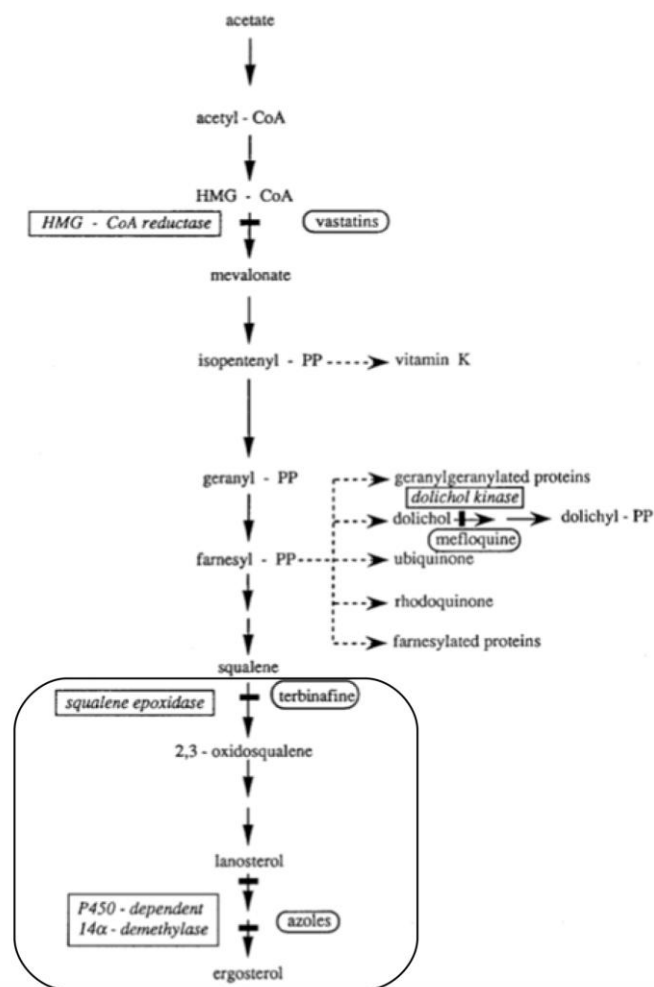 acetate
acetyl - CoA
HMG - CoA
HMG - CoA reductase
vastatins
mevalonate
isopentenyl - PP
vitamin K
geranyl - PP
geranylgeranylated proteins
dolichol kinase
dolichol
dolichyl - PP
mefloquine
farnesyl - PP
ubiquinone
rhodoquinone
farnesylated proteins
squalene
squalene epoxidase
terbinafine
2,3 - oxidosqualene
lanosterol
P450 - dependent
14α - demethylase
azoles
ergosterol